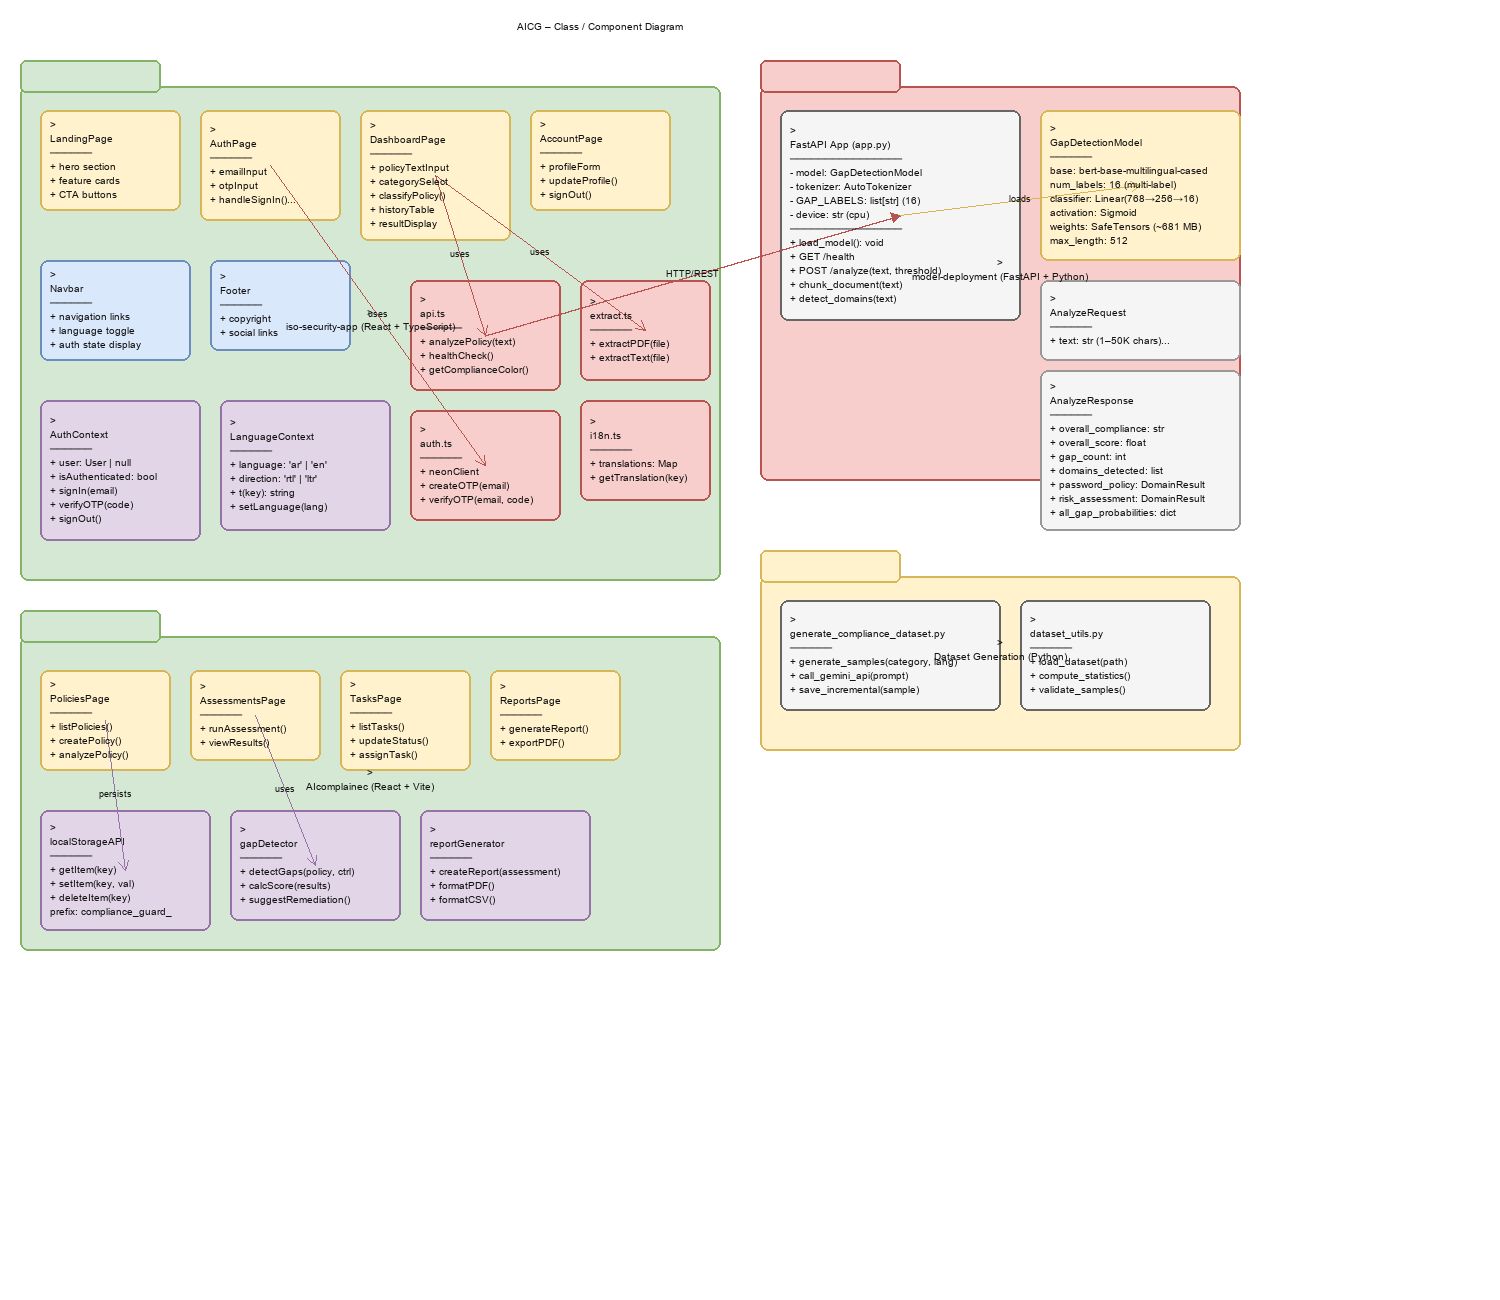 AICG – Class / Component Diagram
>
LandingPage
───────
+ hero section
+ feature cards
+ CTA buttons
>
AuthPage
───────
+ emailInput
+ otpInput
+ handleSignIn()...
>
DashboardPage
───────
+ policyTextInput
+ categorySelect
+ classifyPolicy()
+ historyTable
+ resultDisplay
>
AccountPage
───────
+ profileForm
+ updateProfile()
+ signOut()
>
Navbar
───────
+ navigation links
+ language toggle
+ auth state display
>
Footer
───────
+ copyright
+ social links
>
iso-security-app (React + TypeScript)
uses
uses
uses
>
api.ts
───────
+ analyzePolicy(text)
+ healthCheck()
+ getComplianceColor()
>
extract.ts
───────
+ extractPDF(file)
+ extractText(file)
>
AuthContext
───────
+ user: User | null
+ isAuthenticated: bool
+ signIn(email)
+ verifyOTP(code)
+ signOut()
>
LanguageContext
───────
+ language: 'ar' | 'en'
+ direction: 'rtl' | 'ltr'
+ t(key): string
+ setLanguage(lang)
>
auth.ts
───────
+ neonClient
+ createOTP(email)
+ verifyOTP(email, code)
>
i18n.ts
───────
+ translations: Map
+ getTranslation(key)
HTTP/REST
>
FastAPI App (app.py)
───────────────────
- model: GapDetectionModel
- tokenizer: AutoTokenizer
- GAP_LABELS: list[str] (16)
- device: str (cpu)
───────────────────
+ load_model(): void
+ GET /health
+ POST /analyze(text, threshold)
+ chunk_document(text)
+ detect_domains(text)
loads
>
model-deployment (FastAPI + Python)
>
GapDetectionModel
───────
base: bert-base-multilingual-cased
num_labels: 16 (multi-label)
classifier: Linear(768→256→16)
activation: Sigmoid
weights: SafeTensors (~681 MB)
max_length: 512
>
AnalyzeRequest
───────
+ text: str (1–50K chars)...
>
AnalyzeResponse
───────
+ overall_compliance: str
+ overall_score: float
+ gap_count: int
+ domains_detected: list
+ password_policy: DomainResult
+ risk_assessment: DomainResult
+ all_gap_probabilities: dict
>
PoliciesPage
───────
+ listPolicies()
+ createPolicy()
+ analyzePolicy()
>
AssessmentsPage
───────
+ runAssessment()
+ viewResults()
>
TasksPage
───────
+ listTasks()
+ updateStatus()
+ assignTask()
>
ReportsPage
───────
+ generateReport()
+ exportPDF()
>
AIcomplainec (React + Vite)
persists
uses
>
localStorageAPI
───────
+ getItem(key)
+ setItem(key, val)
+ deleteItem(key)
prefix: compliance_guard_
>
gapDetector
───────
+ detectGaps(policy, ctrl)
+ calcScore(results)
+ suggestRemediation()
>
reportGenerator
───────
+ createReport(assessment)
+ formatPDF()
+ formatCSV()
>
generate_compliance_dataset.py
───────
+ generate_samples(category, lang)
+ call_gemini_api(prompt)
+ save_incremental(sample)
>
Dataset Generation (Python)
>
dataset_utils.py
───────
+ load_dataset(path)
+ compute_statistics()
+ validate_samples()